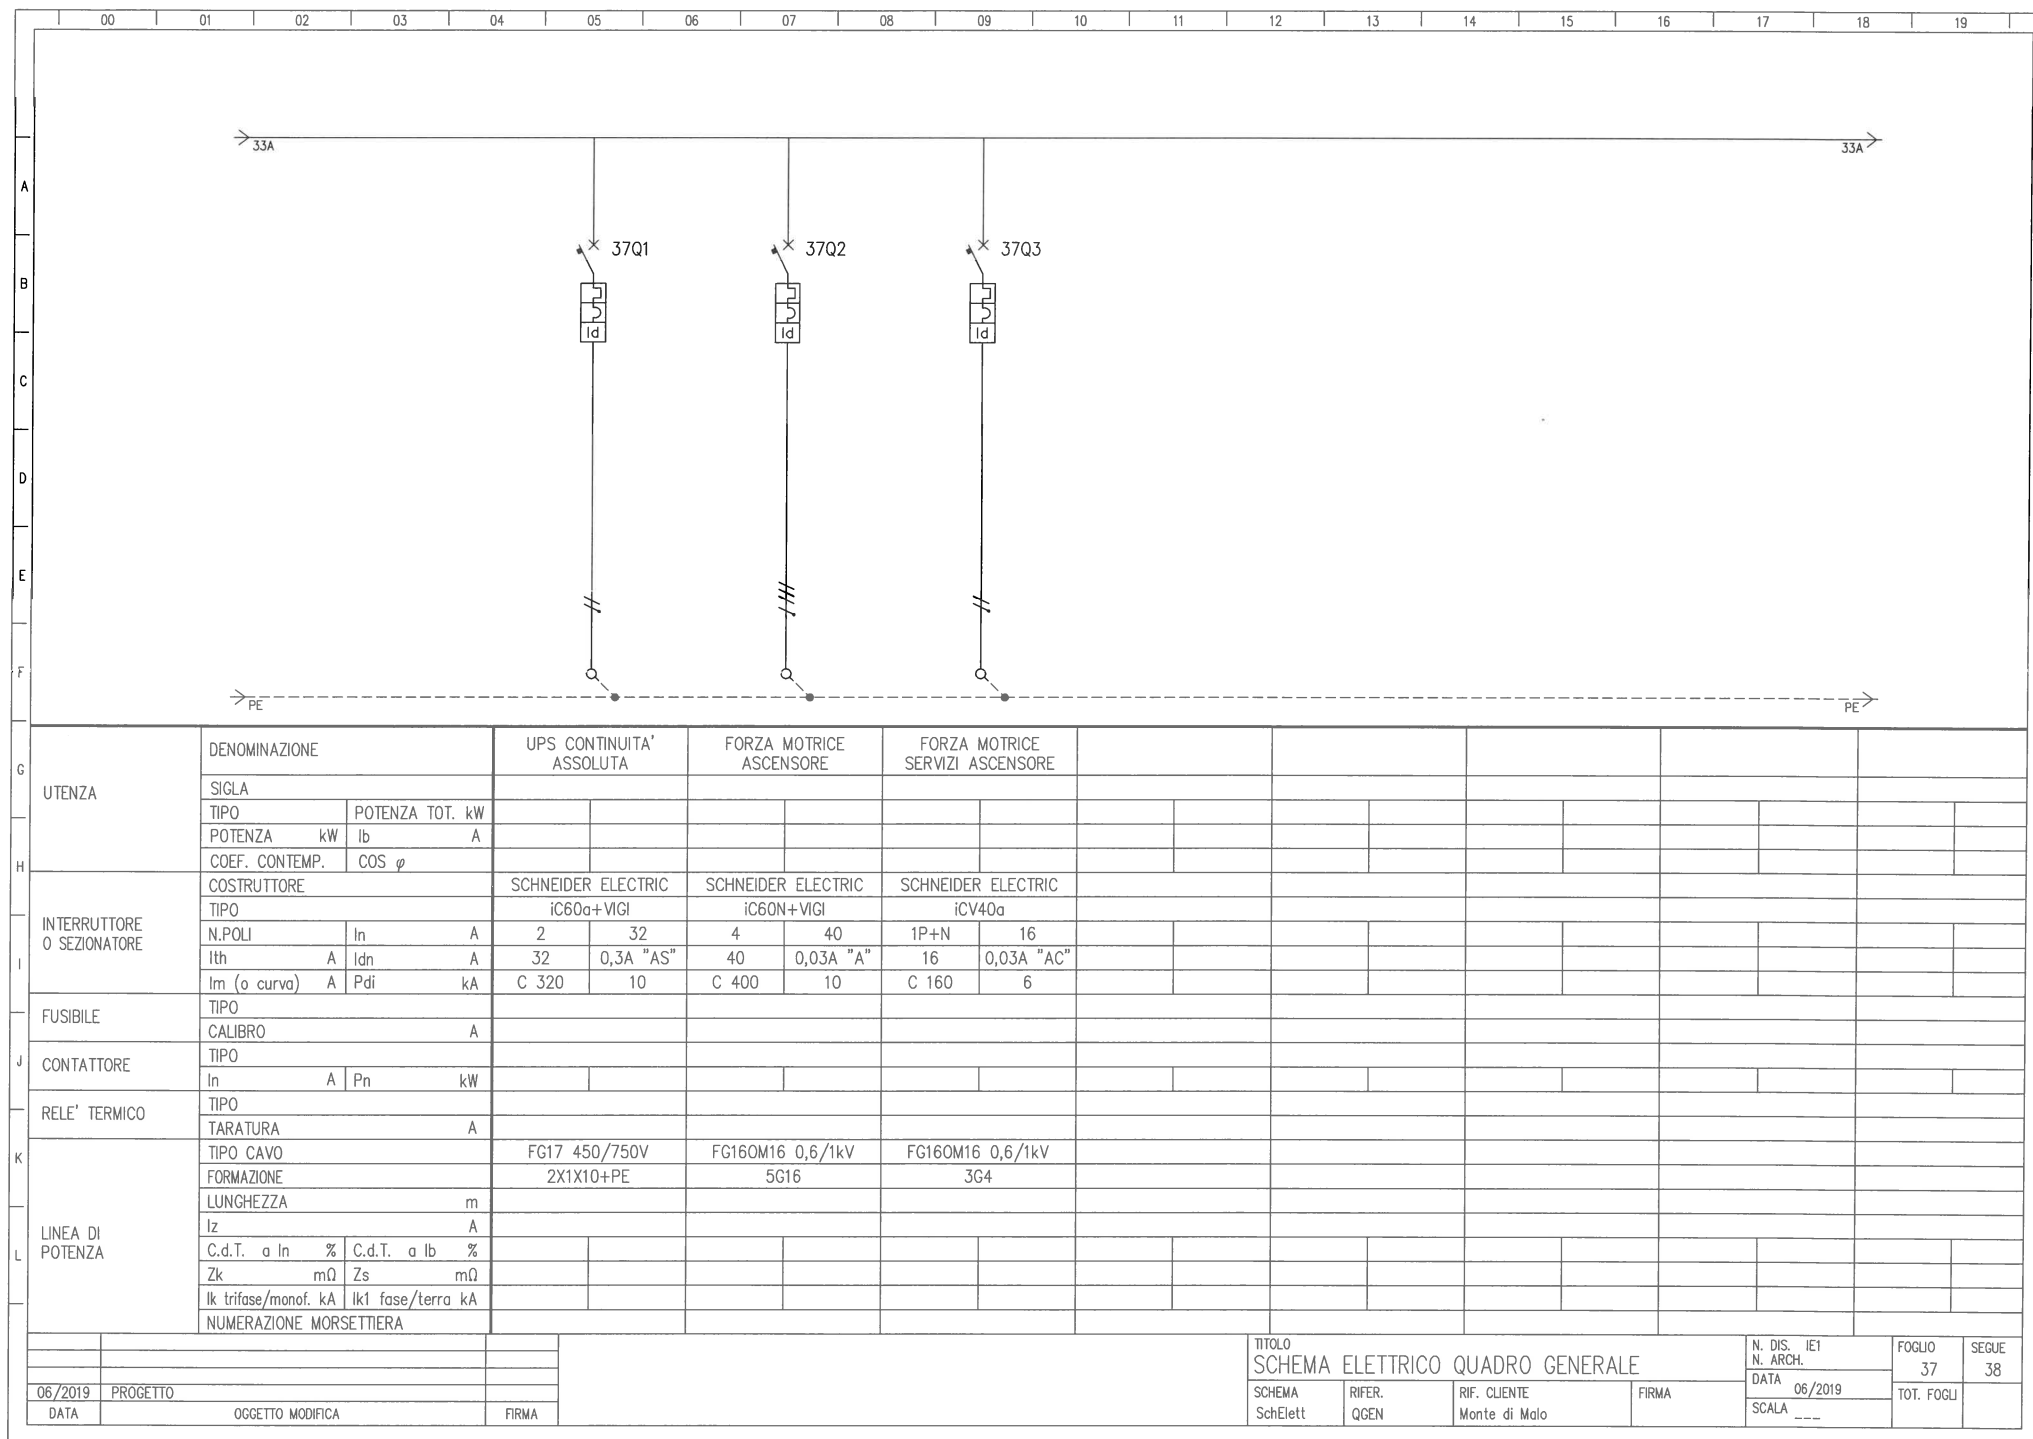 00 01 02 03 04 05 06 07 08 09 10 11 12 13 14 15 16 17 18 19
33A 33A
A
37Q1 37Q2 37Q3
B
Id Id Id
C
D
E
F
PE PE
G
UTENZA
DENOMINAZIONE
UPS CONTINUITA'
ASSOLUTA
FORZA MOTRICE
ASCENSORE
FORZA MOTRICE
SERVIZI ASCENSORE
SIGLA
TIPO POTENZA TOT. kW
POTENZA kW Ib A
H
COEF. CONTEMP. COS φ
INTERRUTTORE
O SEZIONATORE
COSTRUTTORE SCHNEIDER ELECTRIC SCHNEIDER ELECTRIC SCHNEIDER ELECTRIC
TIPO iC60a+VIGI iC60N+VIGI iCV40a
N.POLI In A 2 32 4 40 1P+N 16
I
Ith A Idn A 32 0,3A "AS" 40 0,03A "A" 16 0,03A "AC"
Im (o curva) A Pdi kA C 320 10 C 400 10 C 160 6
FUSIBILE
TIPO
CALIBRO A
J
CONTATTORE
TIPO
In A Pn kW
RELE' TERMICO
TIPO
TARATURA A
K
LINEA DI
POTENZA
TIPO CAVO FG17 450/750V FG16OM16 0,6/1kV FG16OM16 0,6/1kV
FORMAZIONE 2X1X10+PE 5G16 3G4
LUNGHEZZA m
Iz A
L
C.d.T. a In % C.d.T. a Ib %
Zk mΩ Zs mΩ
Ik trifase/monof. kA Ik1 fase/terra kA
NUMERAZIONE MORSETTIERA
06/2019 PROGETTO
DATA OGGETTO MODIFICA FIRMA
TITOLO
SCHEMA ELETTRICO QUADRO GENERALE
SCHEMA
SchElett
RIFER.
QGEN
RIF. CLIENTE
Monte di Malo
FIRMA
N. DIS. IE1
N. ARCH.
DATA
06/2019
SCALA ___
FOGLIO
37
SEGUE
38
TOT. FOGLI